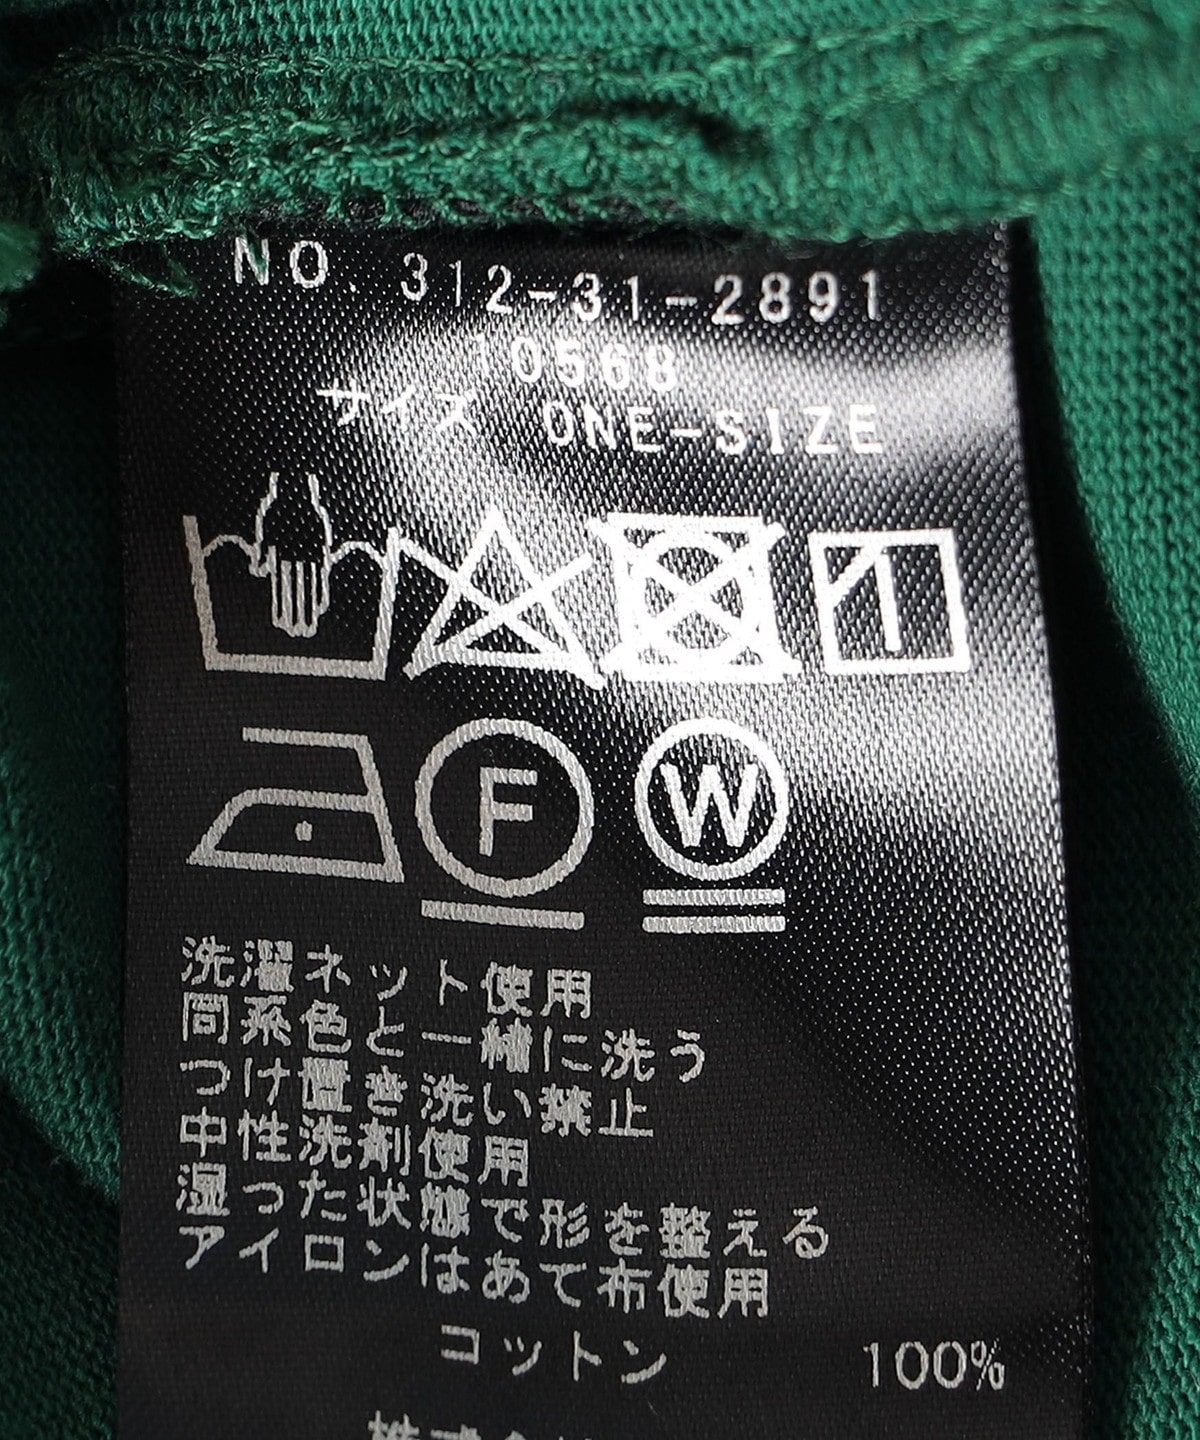 NO. 312-31-2891
10568
サイズ ONE-SIZE
F W
洗濯ネット使用
同系色と一緒に洗う
つけ置き洗い禁止
中性洗剤使用
湿った状態で形を整える
アイロンはあて布使用
コットン 100%